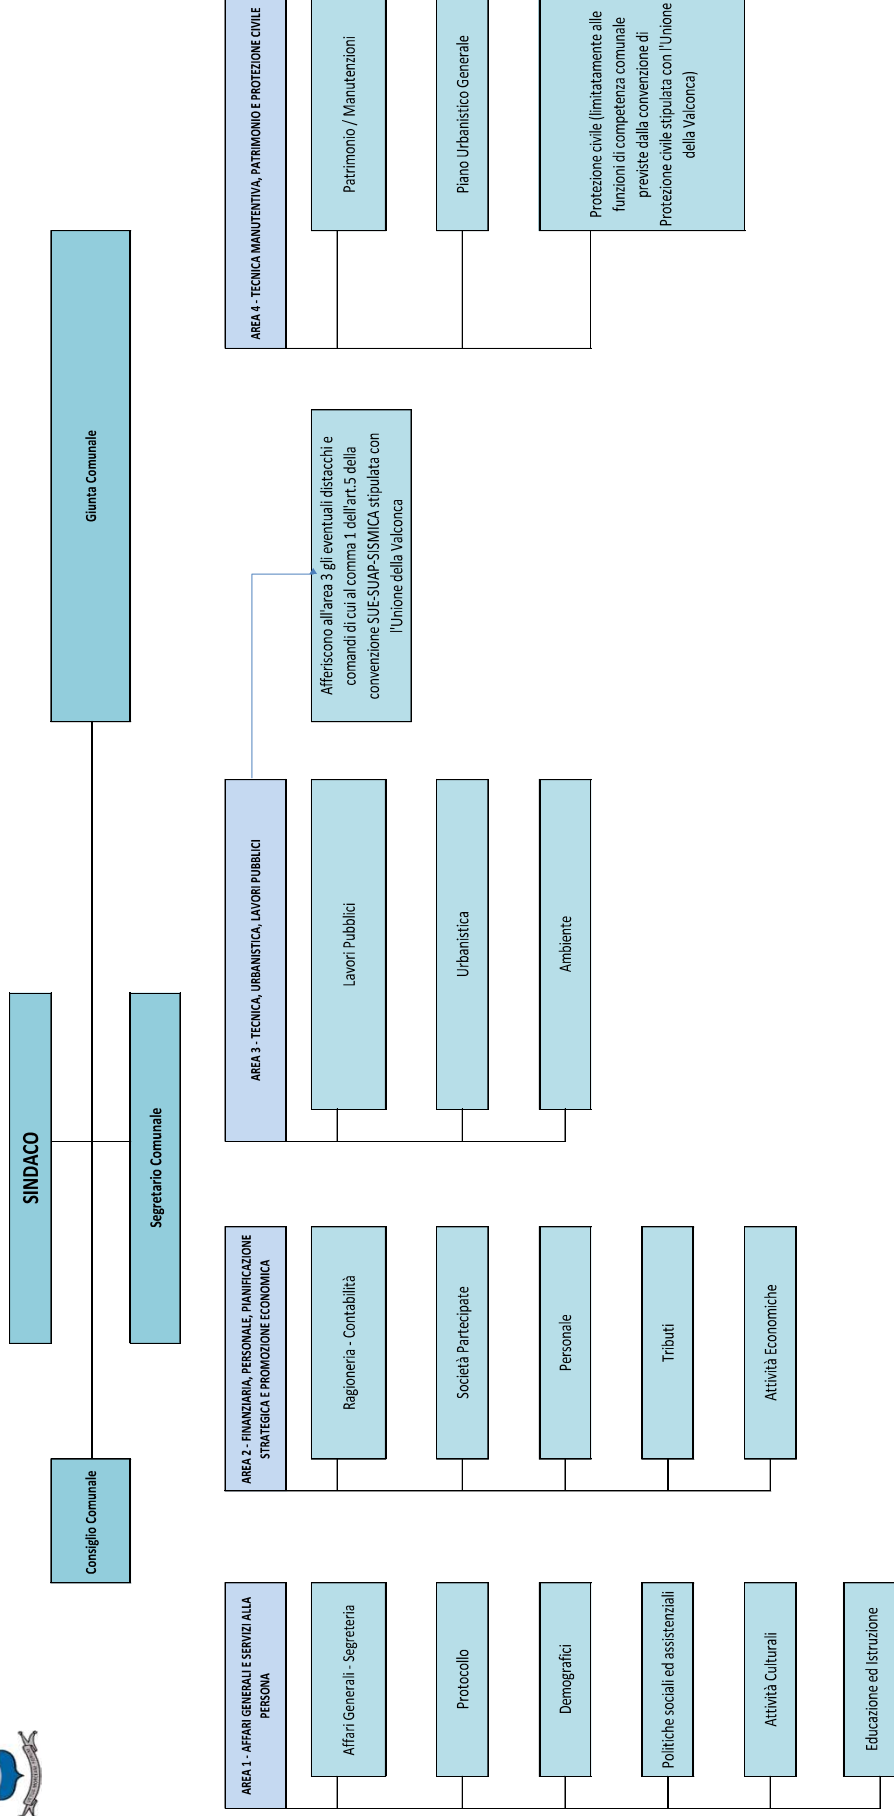 SINDACO
Consiglio Comunale
Giunta Comunale
Segretario Comunale
AREA 1 - AFFARI GENERALI E SERVIZI ALLA
PERSONA
Affari Generali - Segreteria
Protocollo
Demografici
Politiche sociali ed assistenziali
Attività Culturali
Educazione ed Istruzione
AREA 2 - FINANZIARIA, PERSONALE, PIANIFICAZIONE
STRATEGICA E PROMOZIONE ECONOMICA
Ragioneria - Contabilità
Società Partecipate
Personale
Tributi
Attività Economiche
AREA 3 - TECNICA, URBANISTICA, LAVORI PUBBLICI
Lavori Pubblici
Urbanistica
Ambiente
Afferiscono all'area 3 gli eventuali distacchi e
comandi di cui al comma 1 dell'art.5 della
convenzione SUE-SUAP-SISMICA stipulata con
l'Unione della Valconca
AREA 4 - TECNICA MANUTENTIVA, PATRIMONIO E PROTEZIONE CIVILE
Patrimonio / Manutenzioni
Piano Urbanistico Generale
Protezione civile (limitatamente alle
funzioni di competenza comunale
previste dalla convenzione di
Protezione civile stipulata con l'Unione
della Valconca)